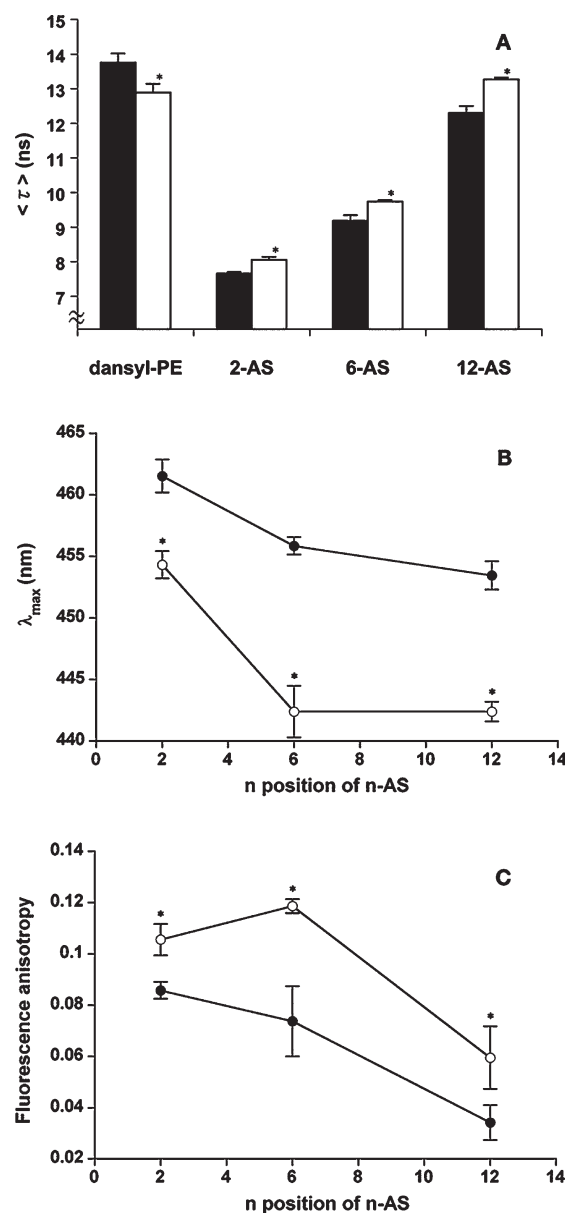 A
15
14
13
12
11
10
9
8
7
< τ > (ns)
*
*
*
*
dansyl-PE 2-AS 6-AS 12-AS
B
465
460
455
450
445
440
λmax (nm)
*
*
*
0 2 4 6 8 10 12 14
n position of n-AS
C
0.14
0.12
0.1
0.08
0.06
0.04
0.02
Fluorescence anisotropy
*
*
*
0 2 4 6 8 10 12 14
n position of n-AS